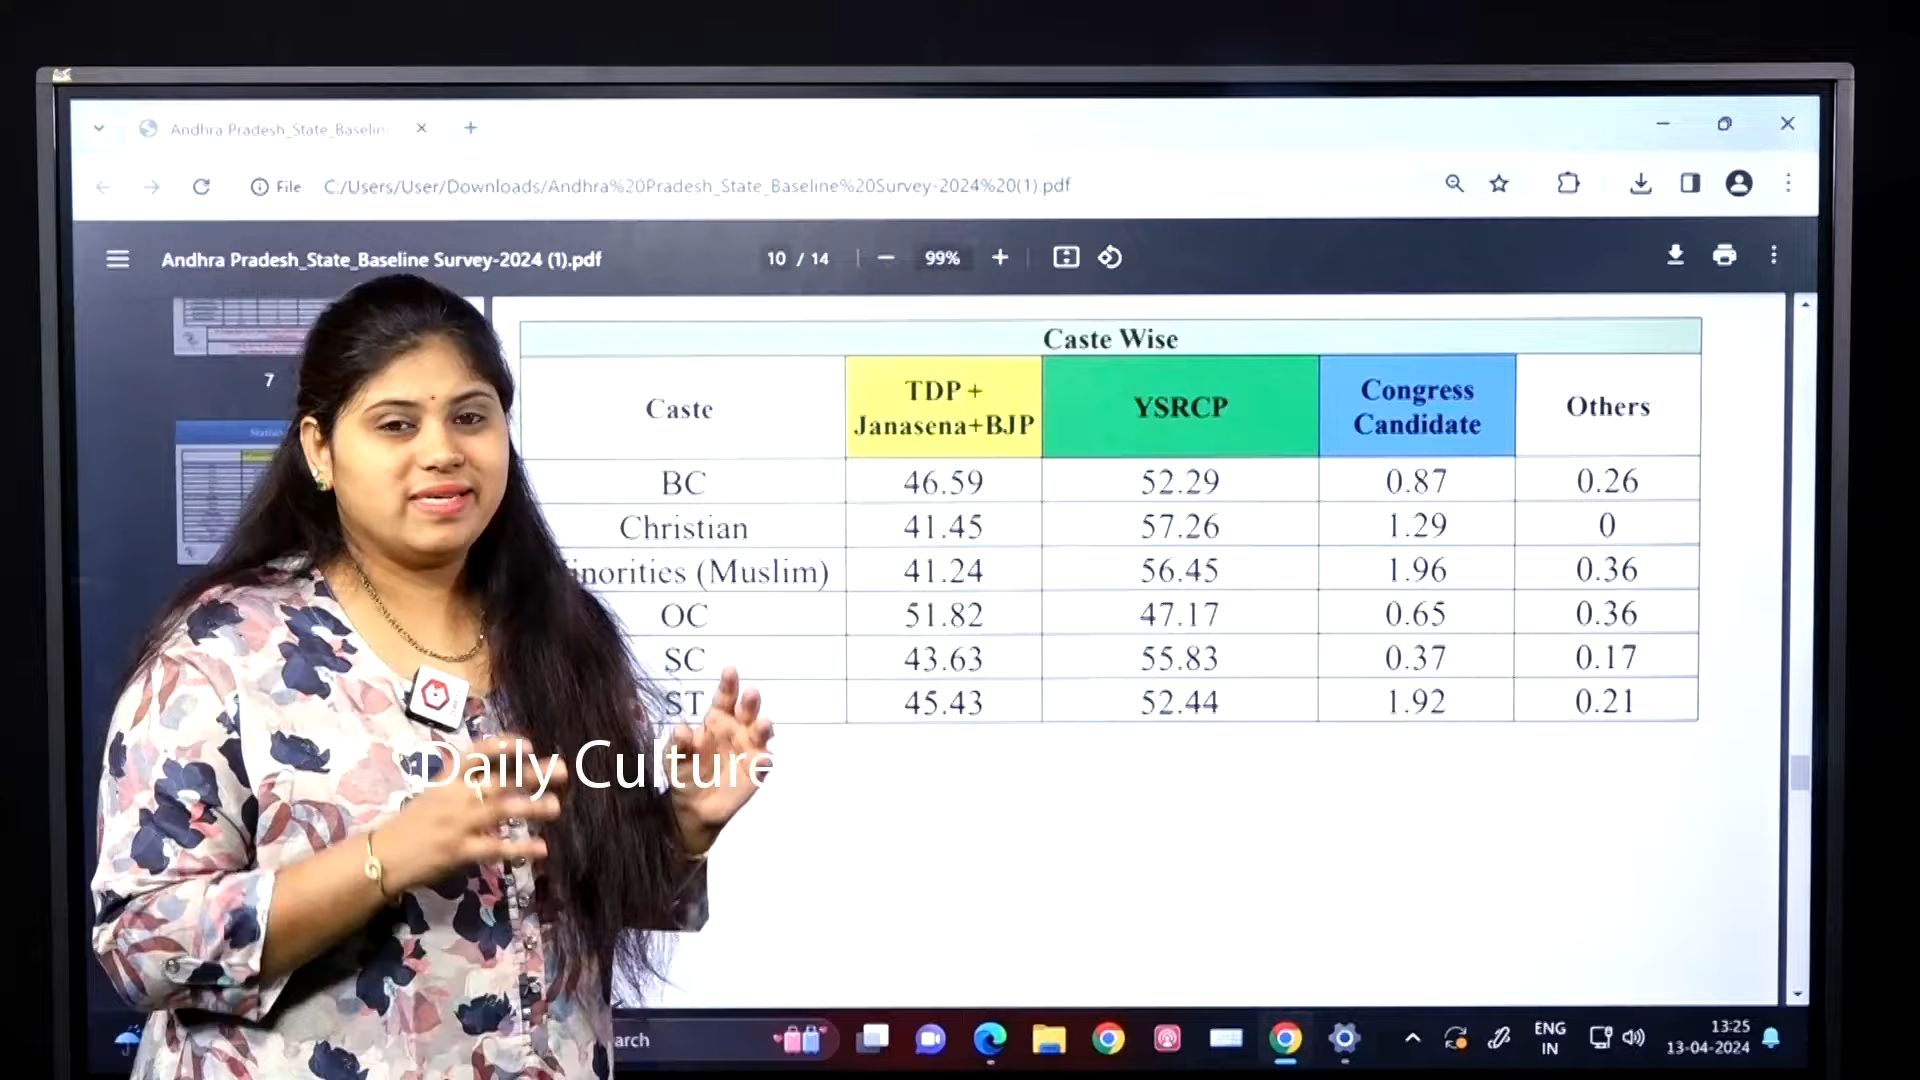 Andhra Pradesh_State_Baselin
File C:/Users/User/Downloads/Andhra%20Pradesh_State_Baseline%20Survey-2024%20(1).pdf
Andhra Pradesh_State_Baseline Survey-2024 (1).pdf 10 / 14 99%
7
Caste Wise
Caste TDP + Janasena+BJP YSRCP Congress Candidate Others
BC 46.59 52.29 0.87 0.26
Christian 41.45 57.26 1.29 0
inorities (Muslim) 41.24 56.45 1.96 0.36
OC 51.82 47.17 0.65 0.36
SC 43.63 55.83 0.37 0.17
ST 45.43 52.44 1.92 0.21
Daily Culture
arch
ENG
IN
13:25
13-04-2024